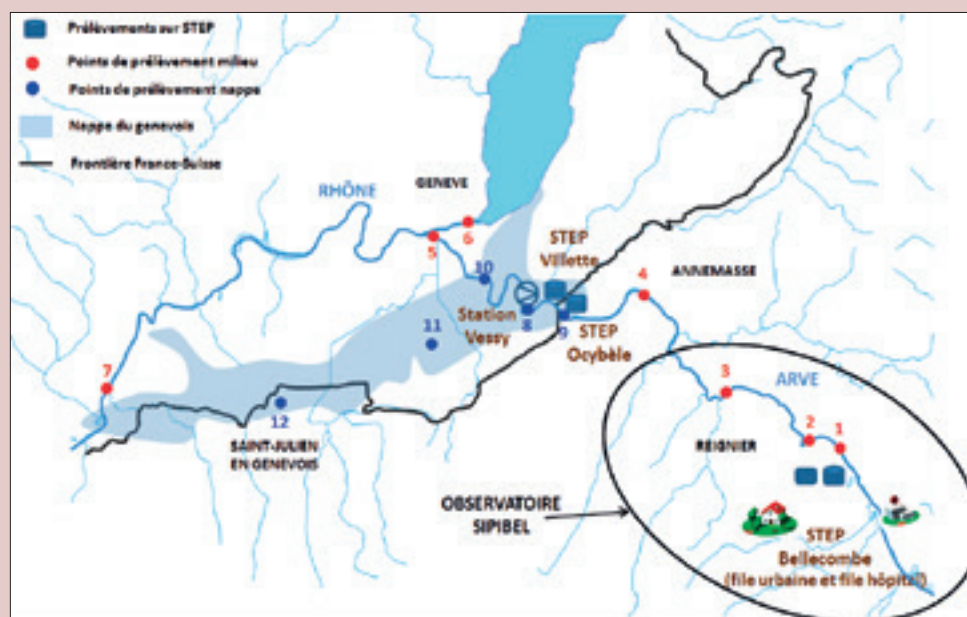 Prélèvements sur STEP
Points de prélèvement milieu
Points de prélèvement nappe
Nappe du genevois
Frontière France-Suisse
GENEVE
RHÔNE
6
5
STEP
Villette
10
4
ANNEMASSE
Station
Vessy
8
9
STEP
Ocybèle
11
7
3
ARVE
12
2
1
SAINT-JULIEN
EN GENEVOIS
REIGNIER
OBSERVATOIRE
SIPIBEL
STEP
Bellecombe
(file urbaine et file hôpital)